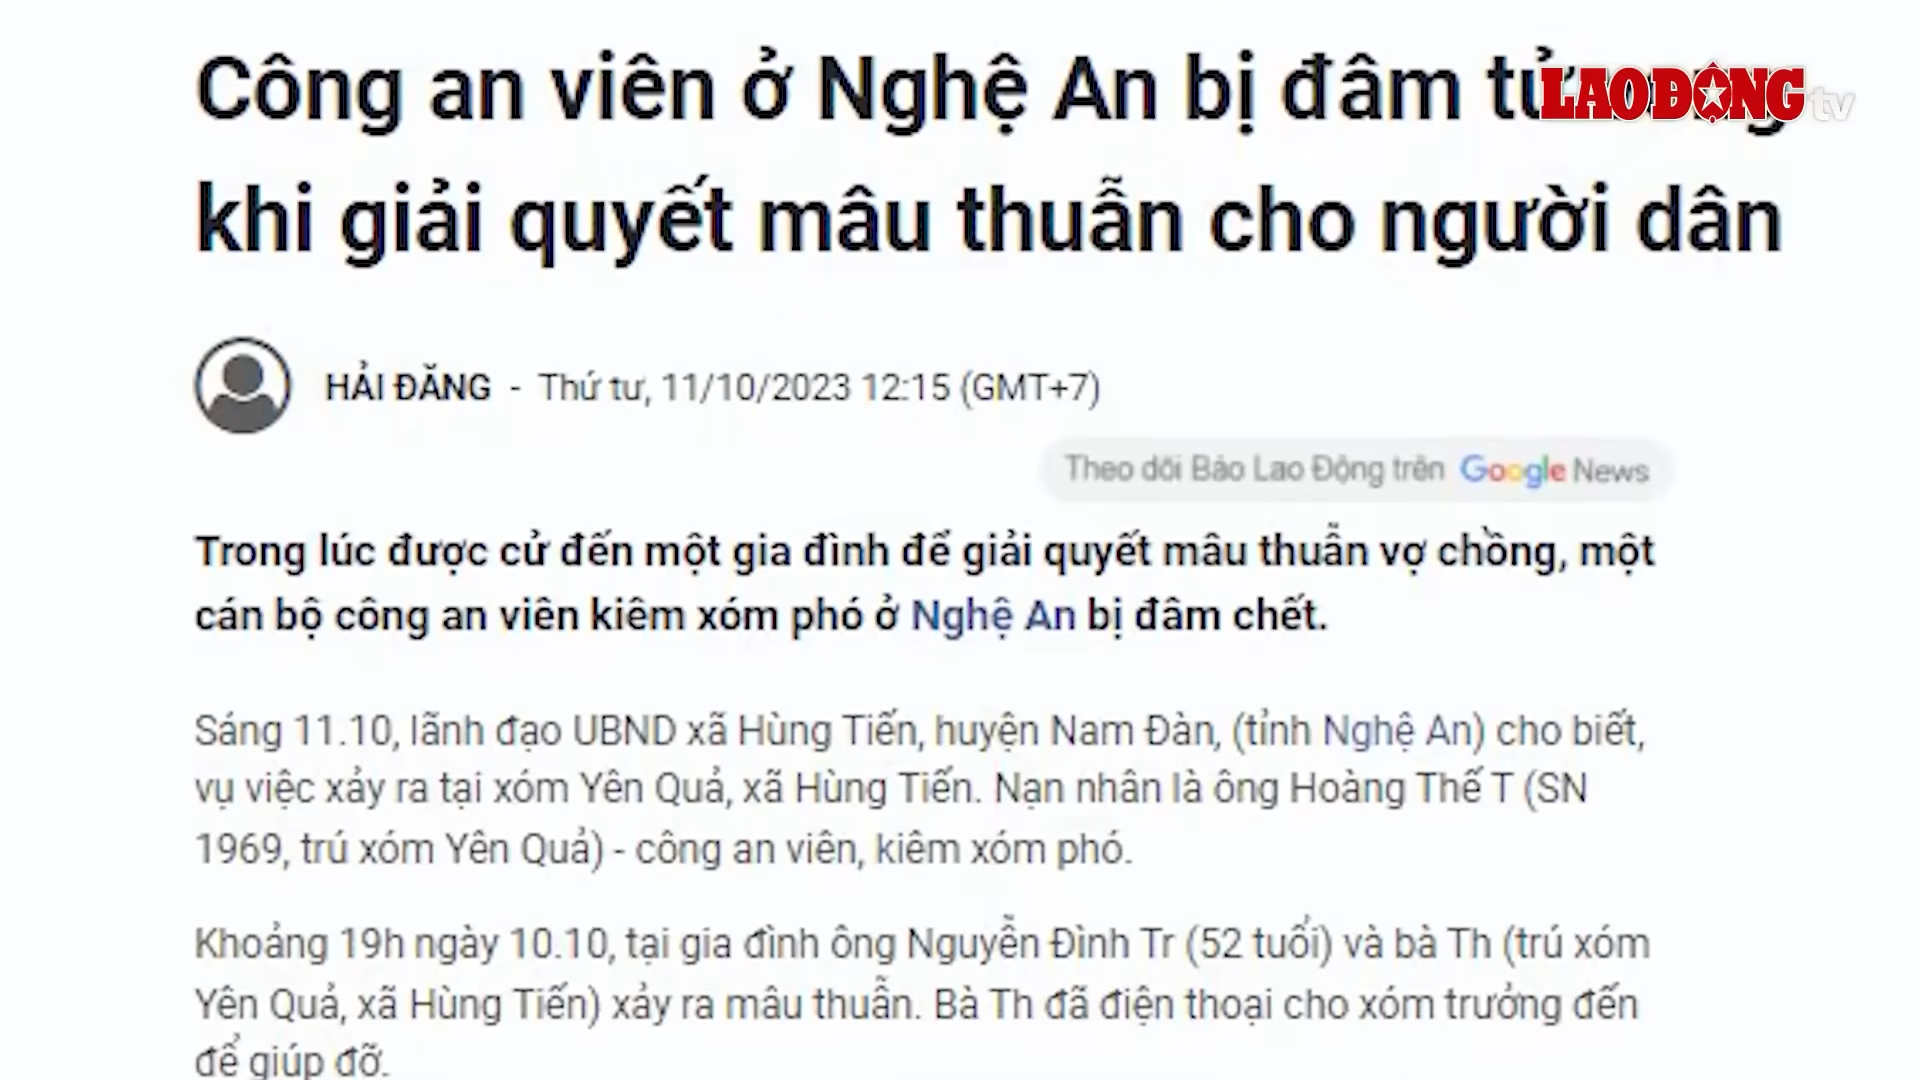 Công an viên ở Nghệ An bị đâm tử
LAO ĐỘNG tv
khi giải quyết mâu thuẫn cho người dân
HẢI ĐĂNG - Thứ tư, 11/10/2023 12:15 (GMT+7)
Theo dõi Báo Lao Động trên Google News
Trong lúc được cử đến một gia đình để giải quyết mâu thuẫn vợ chồng, một
cán bộ công an viên kiêm xóm phó ở Nghệ An bị đâm chết.
Sáng 11.10, lãnh đạo UBND xã Hùng Tiến, huyện Nam Đàn, (tỉnh Nghệ An) cho biết,
vụ việc xảy ra tại xóm Yên Quả, xã Hùng Tiến. Nạn nhân là ông Hoàng Thế T (SN
1969, trú xóm Yên Quả) - công an viên, kiêm xóm phó.
Khoảng 19h ngày 10.10, tại gia đình ông Nguyễn Đình Tr (52 tuổi) và bà Th (trú xóm
Yên Quả, xã Hùng Tiến) xảy ra mâu thuẫn. Bà Th đã điện thoại cho xóm trưởng đến
để giúp đỡ.